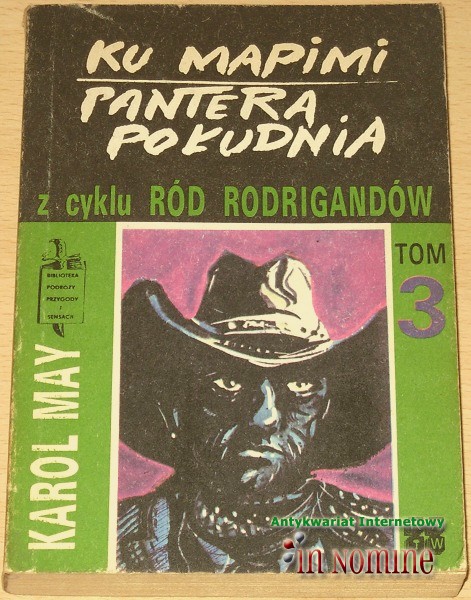 KU MAPIMI
PANTERA
POŁUDNIA
z cyklu RÓD RODRIGANDÓW
TOM
3
BIBLIOTEKA
PODRÓŻY
PRZYGODY
I
SENSACJI
KAROL MAY
Antykwariat Internetowy
in Nomine